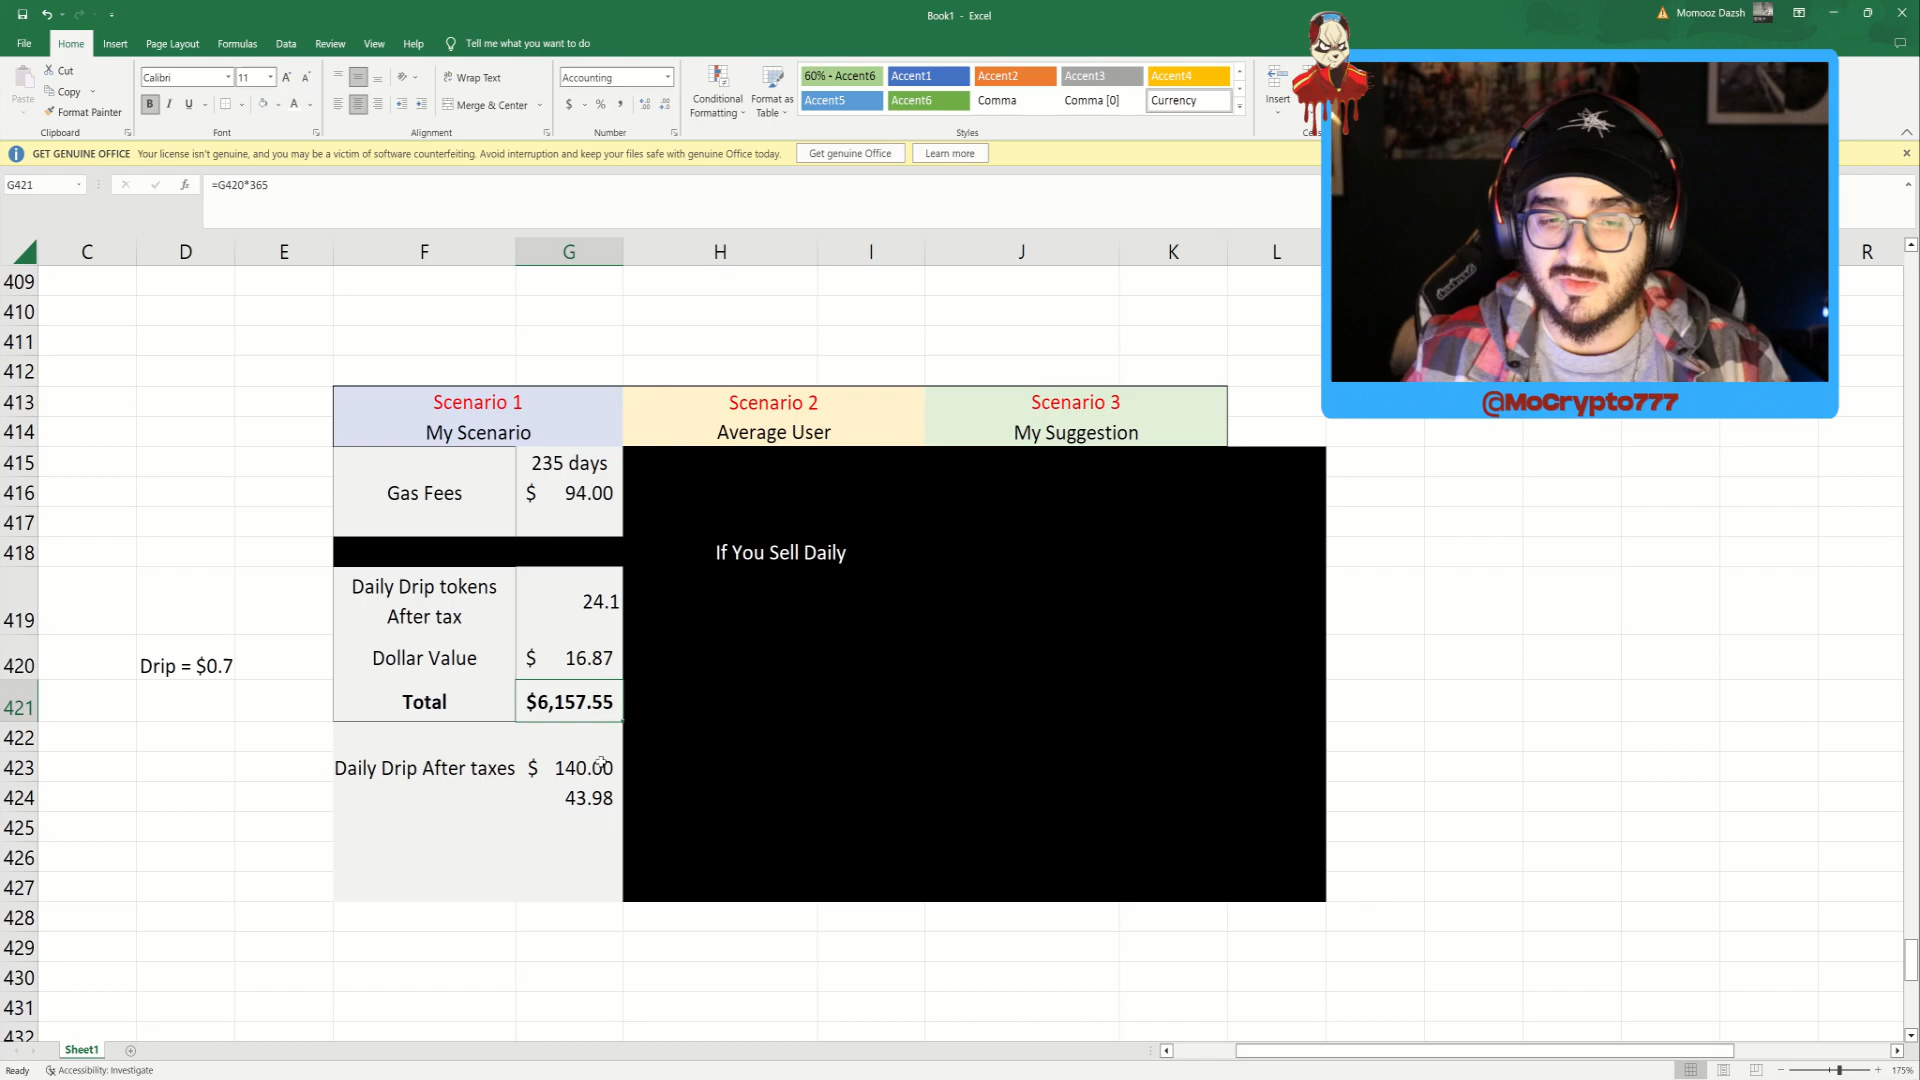 Book1 - Excel
Momooz Dazsh
File Home Insert Page Layout Formulas Data Review View Help Tell me what you want to do
Paste
Cut
Copy
Format Painter
Clipboard
Calibri 11
B I U
Font
Wrap Text
Merge & Center
Alignment
Accounting
$ % ,
Number
Conditional Formatting
Format as Table
60% - Accent6 Accent1 Accent2 Accent3 Accent4
Accent5 Accent6 Comma Comma [0] Currency
Styles
Insert
GET GENUINE OFFICE Your license isn't genuine, and you may be a victim of software counterfeiting. Avoid interruption and keep your files safe with genuine Office today. Get genuine Office Learn more
G421 fx =G420*365
C D E F G H I J K L R
409
410
411
412
413 Scenario 1 Scenario 2 Scenario 3
414 My Scenario Average User My Suggestion
415 235 days
416 Gas Fees $ 94.00
417
418 If You Sell Daily
419 Daily Drip tokens After tax 24.1
420 Drip = $0.7 Dollar Value $ 16.87
421 Total $6,157.55
422
423 Daily Drip After taxes $ 140.00
424 43.98
425
426
427
428
429
430
431
432
@MoCrypto777
Sheet1
Ready Accessibility: Investigate 175%